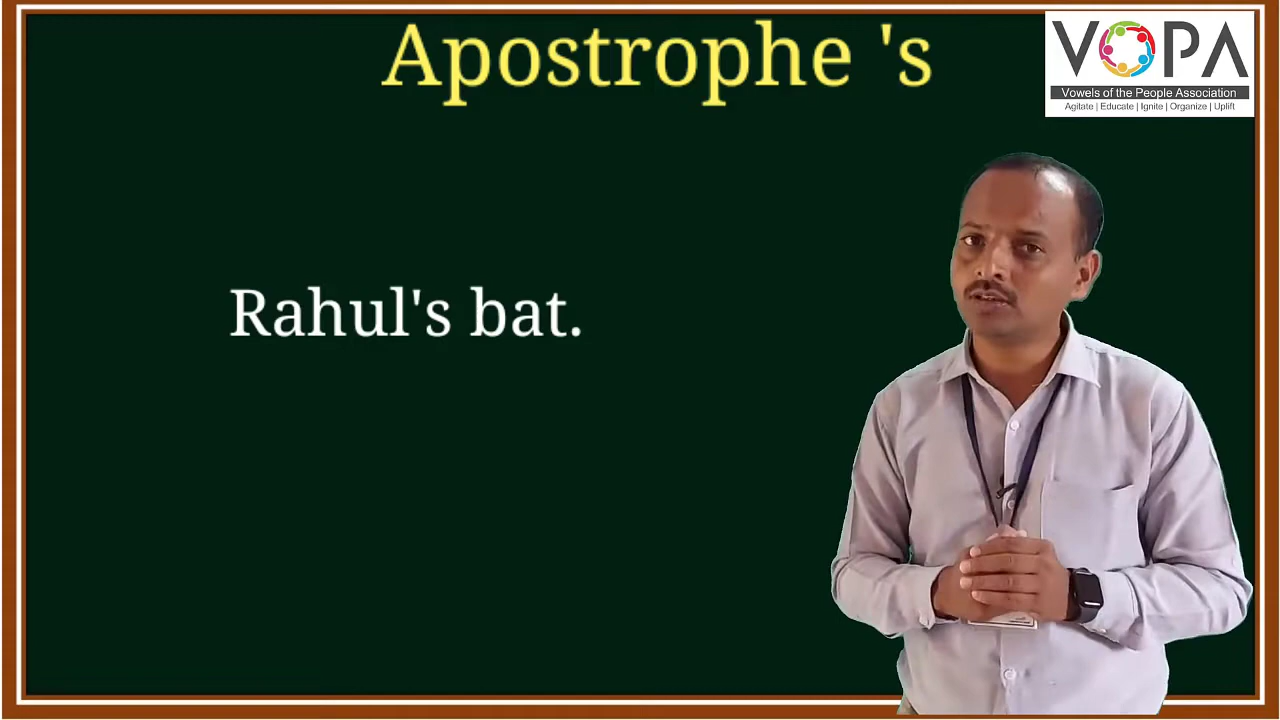 Apostrophe 's
VOPA
Vowels of the People Association
Agitate | Educate | Ignite | Organize | Uplift
Rahul's bat.